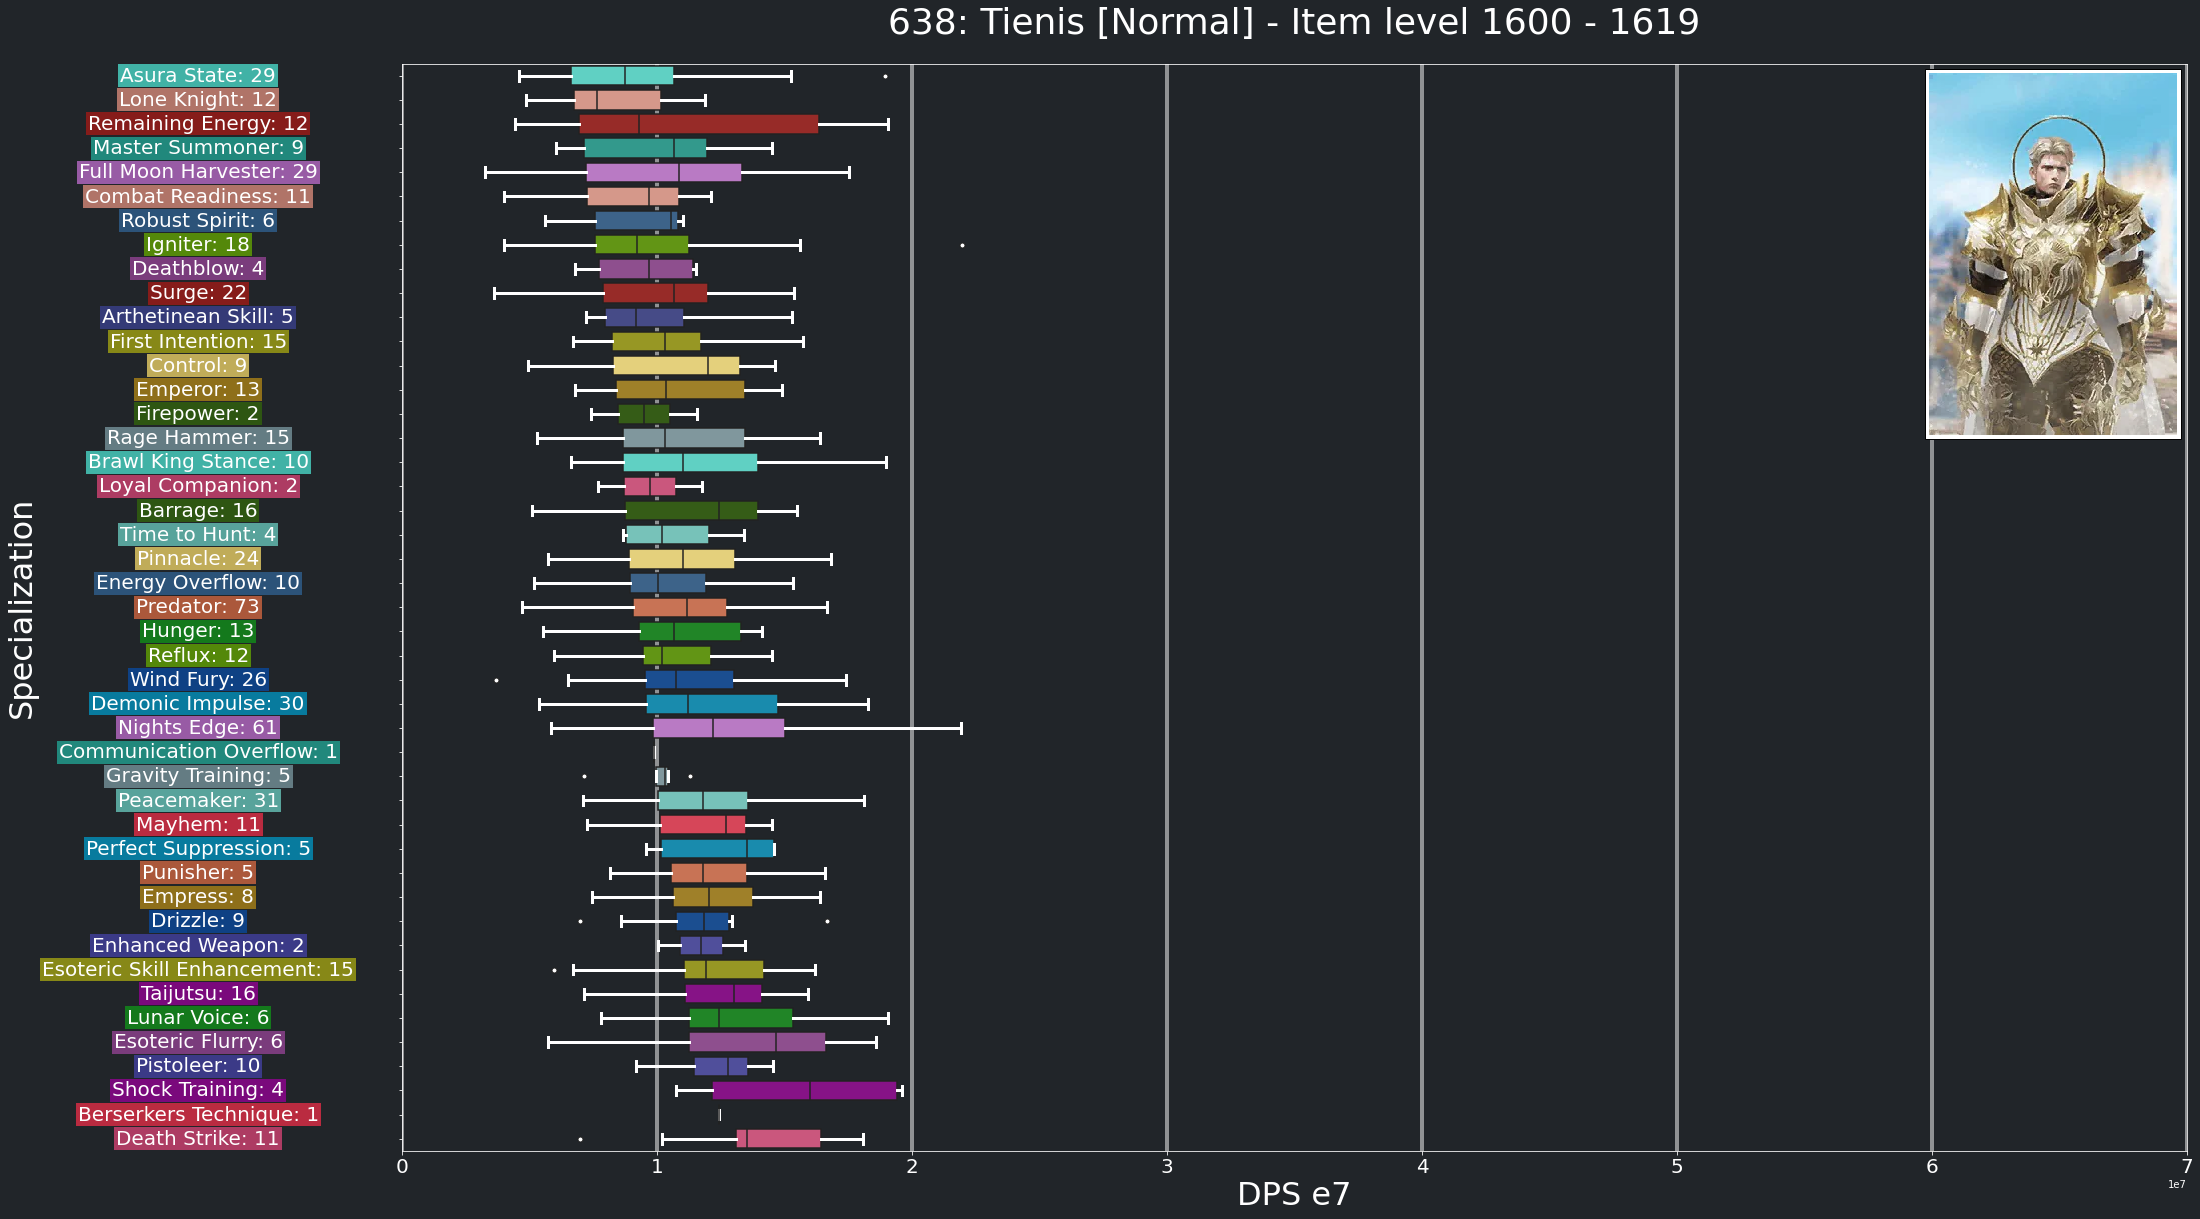 638: Tienis [Normal] - Item level 1600 - 1619
Asura State: 29
Lone Knight: 12
Remaining Energy: 12
Master Summoner: 9
Full Moon Harvester: 29
Combat Readiness: 11
Robust Spirit: 6
Igniter: 18
Deathblow: 4
Surge: 22
Arthetinean Skill: 5
First Intention: 15
Control: 9
Emperor: 13
Firepower: 2
Rage Hammer: 15
Brawl King Stance: 10
Loyal Companion: 2
Barrage: 16
Time to Hunt: 4
Pinnacle: 24
Energy Overflow: 10
Predator: 73
Hunger: 13
Reflux: 12
Wind Fury: 26
Demonic Impulse: 30
Nights Edge: 61
Communication Overflow: 1
Gravity Training: 5
Peacemaker: 31
Mayhem: 11
Perfect Suppression: 5
Punisher: 5
Empress: 8
Drizzle: 9
Enhanced Weapon: 2
Esoteric Skill Enhancement: 15
Taijutsu: 16
Lunar Voice: 6
Esoteric Flurry: 6
Pistoleer: 10
Shock Training: 4
Berserkers Technique: 1
Death Strike: 11
Specialization
0 1 2 3 4 5 6 7
1e7
DPS e7